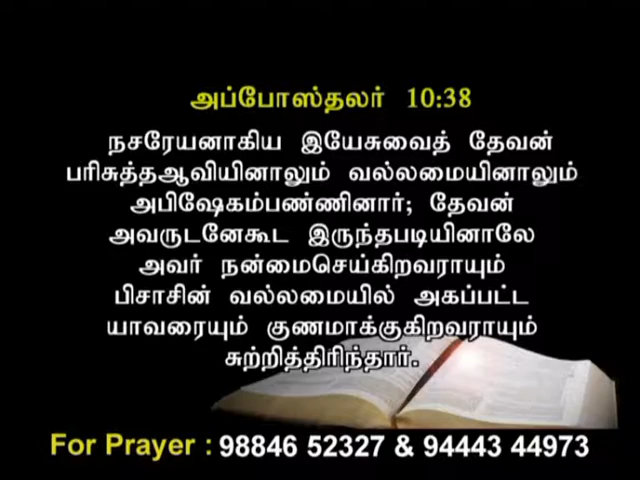 அப்போஸ்தலர் 10:38
நசரேயனாகிய இயேசுவைத் தேவன்
பரிசுத்தஆவியினாலும் வல்லமையினாலும்
அபிஷேகம்பண்ணினார்; தேவன்
அவருடனேகூட இருந்தபடியினாலே
அவர் நன்மைசெய்கிறவராயும்
பிசாசின் வல்லமையில் அகப்பட்ட
யாவரையும் குணமாக்குகிறவராயும்
சுற்றித்திரிந்தார்.
For Prayer : 98846 52327 & 94443 44973